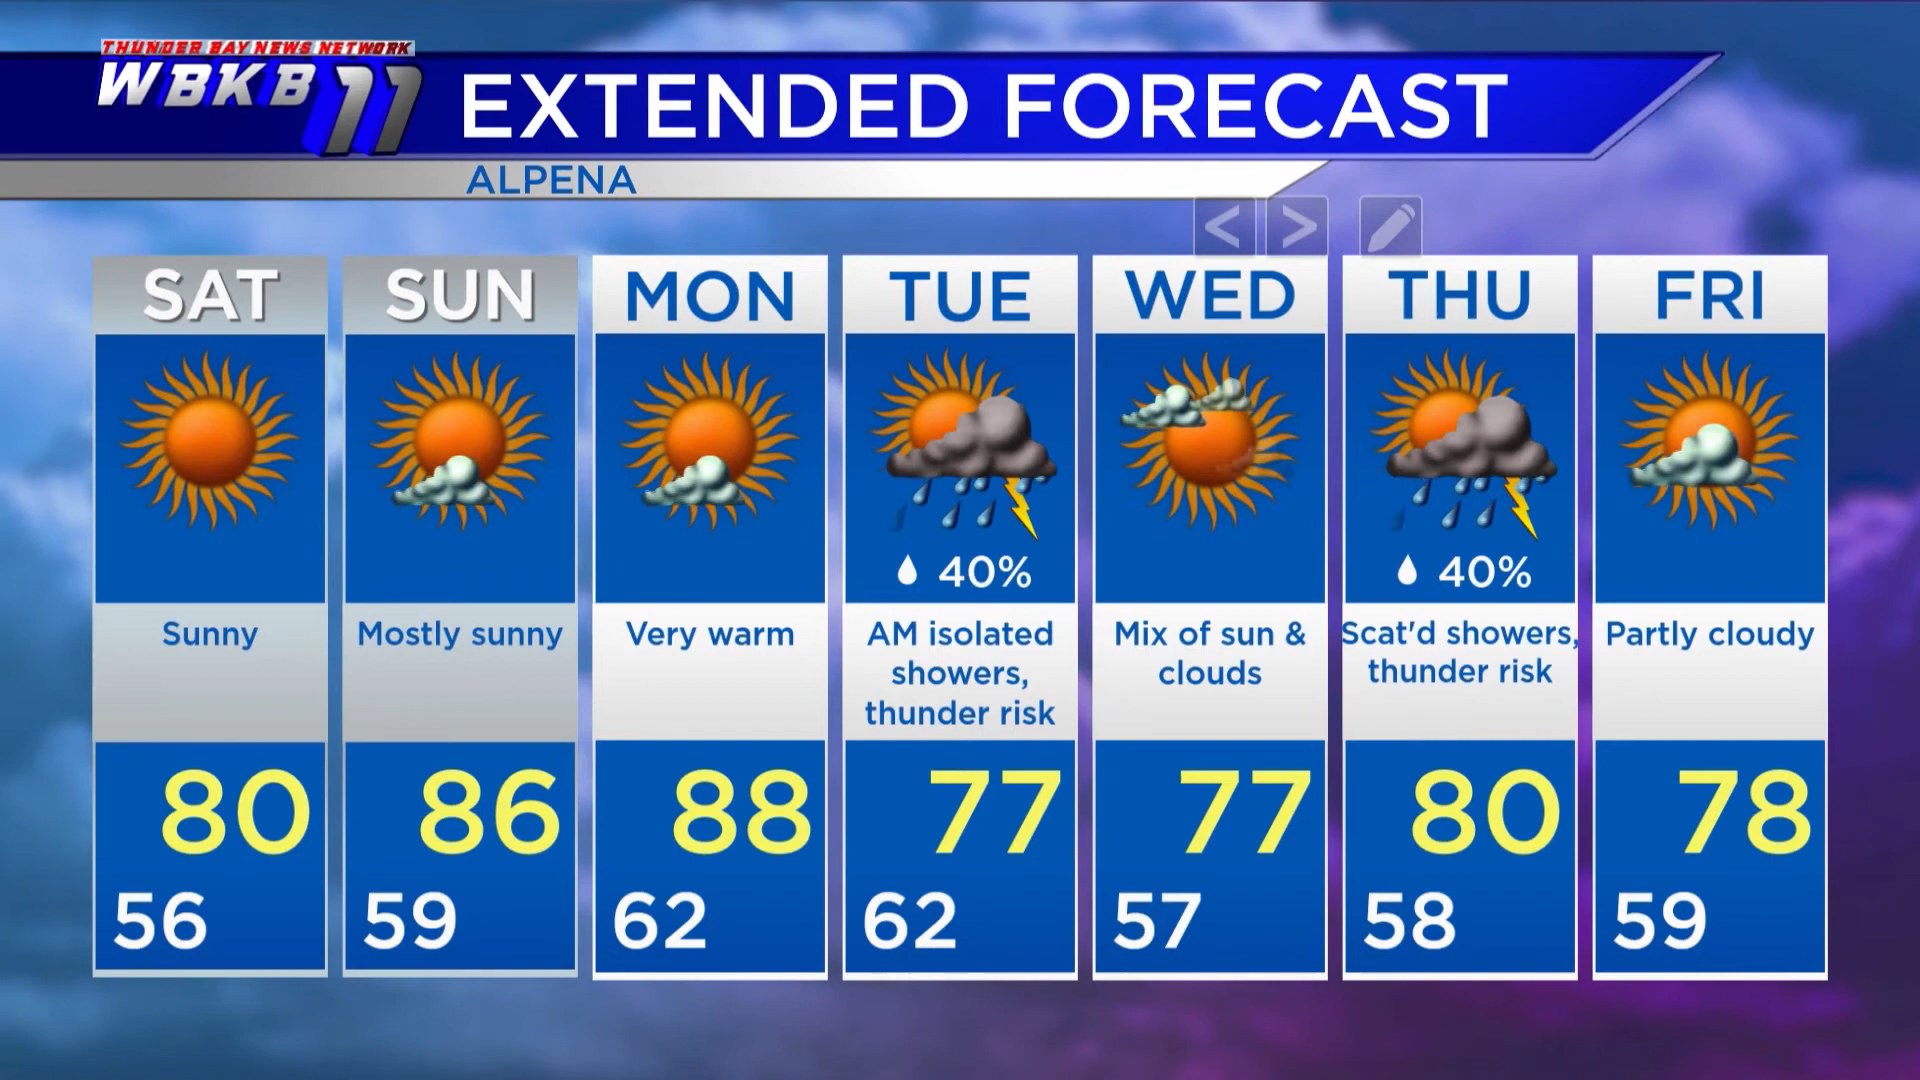 THUNDER BAY NEWS NETWORK
WBKB 11
EXTENDED FORECAST
ALPENA
< >
SAT
Sunny
80
56
SUN
Mostly sunny
86
59
MON
Very warm
88
62
TUE
40%
AM isolated
showers,
thunder risk
77
62
WED
Mix of sun &
clouds
77
57
THU
40%
Scat'd showers,
thunder risk
80
58
FRI
Partly cloudy
78
59